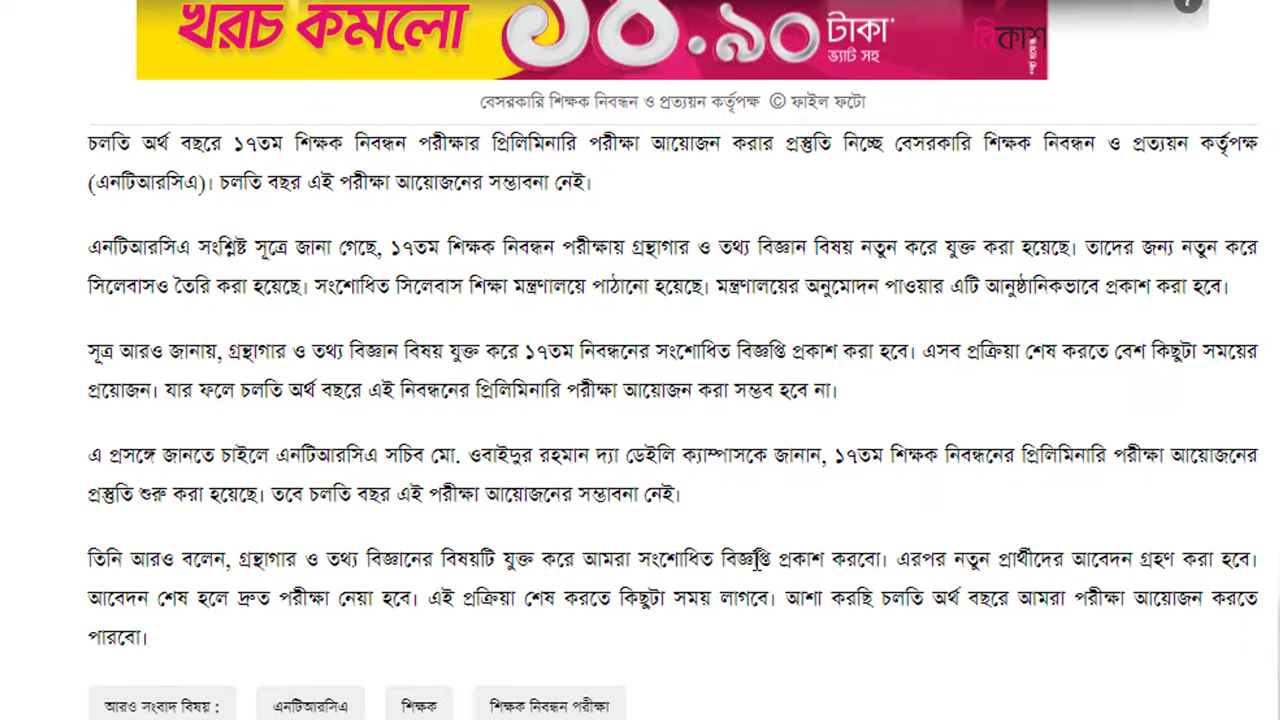 খরচ কমলো ১৪.৯০ টাকা*
ভ্যাট সহ
বিকাশ
বেসরকারি শিক্ষক নিবন্ধন ও প্রত্যয়ন কর্তৃপক্ষ © ফাইল ফটো
চলতি অর্থ বছরে ১৭তম শিক্ষক নিবন্ধন পরীক্ষার প্রিলিমিনারি পরীক্ষা আয়োজন করার প্রস্তুতি নিচ্ছে বেসরকারি শিক্ষক নিবন্ধন ও প্রত্যয়ন কর্তৃপক্ষ
(এনটিআরসিএ)। চলতি বছর এই পরীক্ষা আয়োজনের সম্ভাবনা নেই।
এনটিআরসিএ সংশ্লিষ্ট সূত্রে জানা গেছে, ১৭তম শিক্ষক নিবন্ধন পরীক্ষায় গ্রন্থাগার ও তথ্য বিজ্ঞান বিষয় নতুন করে যুক্ত করা হয়েছে। তাদের জন্য নতুন করে
সিলেবাসও তৈরি করা হয়েছে। সংশোধিত সিলেবাস শিক্ষা মন্ত্রণালয়ে পাঠানো হয়েছে। মন্ত্রণালয়ের অনুমোদন পাওয়ার এটি আনুষ্ঠানিকভাবে প্রকাশ করা হবে।
সূত্র আরও জানায়, গ্রন্থাগার ও তথ্য বিজ্ঞান বিষয় যুক্ত করে ১৭তম নিবন্ধনের সংশোধিত বিজ্ঞপ্তি প্রকাশ করা হবে। এসব প্রক্রিয়া শেষ করতে বেশ কিছুটা সময়ের
প্রয়োজন। যার ফলে চলতি অর্থ বছরে এই নিবন্ধনের প্রিলিমিনারি পরীক্ষা আয়োজন করা সম্ভব হবে না।
এ প্রসঙ্গে জানতে চাইলে এনটিআরসিএ সচিব মো. ওবাইদুর রহমান দ্যা ডেইলি ক্যাম্পাসকে জানান, ১৭তম শিক্ষক নিবন্ধনের প্রিলিমিনারি পরীক্ষা আয়োজনের
প্রস্তুতি শুরু করা হয়েছে। তবে চলতি বছর এই পরীক্ষা আয়োজনের সম্ভাবনা নেই।
তিনি আরও বলেন, গ্রন্থাগার ও তথ্য বিজ্ঞানের বিষয়টি যুক্ত করে আমরা সংশোধিত বিজ্ঞপ্তি প্রকাশ করবো। এরপর নতুন প্রার্থীদের আবেদন গ্রহণ করা হবে।
আবেদন শেষ হলে দ্রুত পরীক্ষা নেয়া হবে। এই প্রক্রিয়া শেষ করতে কিছুটা সময় লাগবে। আশা করছি চলতি অর্থ বছরে আমরা পরীক্ষা আয়োজন করতে
পারবো।
আরও সংবাদ বিষয় : এনটিআরসিএ শিক্ষক শিক্ষক নিবন্ধন পরীক্ষা